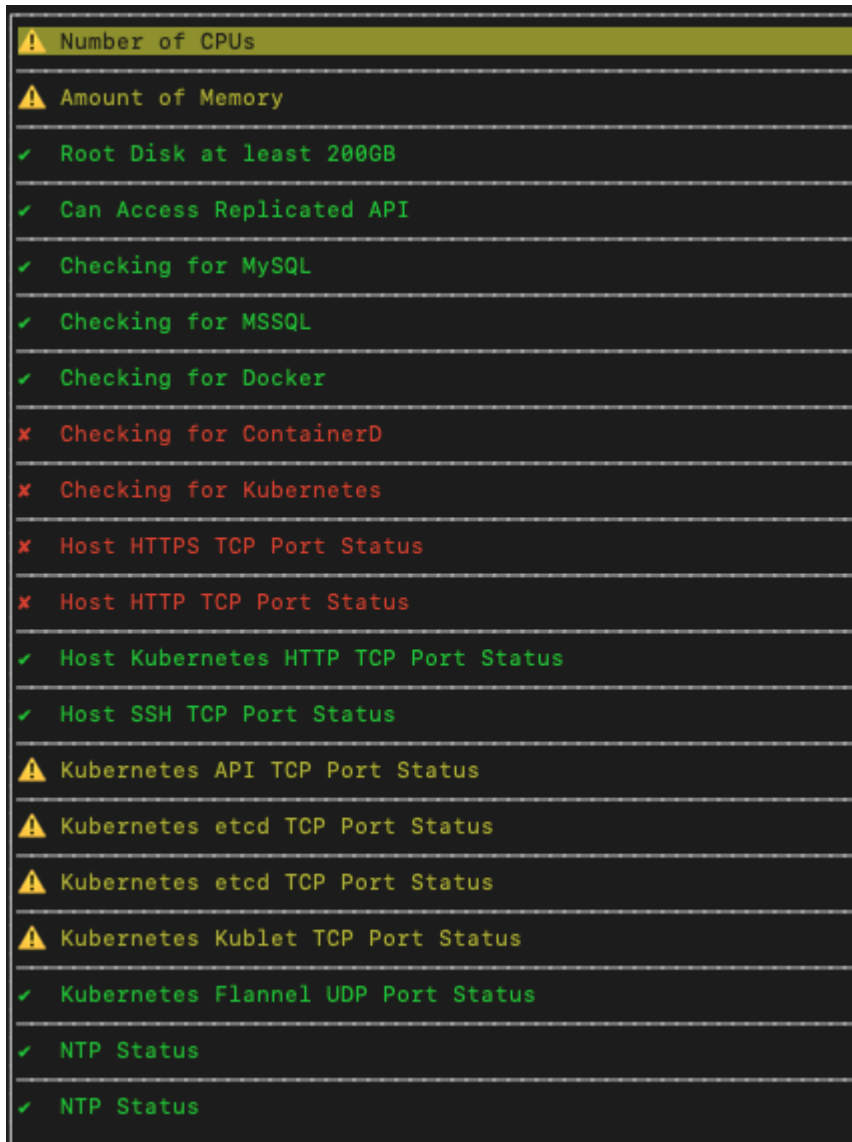 ⚠ Number of CPUs
⚠ Amount of Memory
✔ Root Disk at least 200GB
✔ Can Access Replicated API
✔ Checking for MySQL
✔ Checking for MSSQL
✔ Checking for Docker
✘ Checking for ContainerD
✘ Checking for Kubernetes
✘ Host HTTPS TCP Port Status
✘ Host HTTP TCP Port Status
✔ Host Kubernetes HTTP TCP Port Status
✔ Host SSH TCP Port Status
⚠ Kubernetes API TCP Port Status
⚠ Kubernetes etcd TCP Port Status
⚠ Kubernetes etcd TCP Port Status
⚠ Kubernetes Kublet TCP Port Status
✔ Kubernetes Flannel UDP Port Status
✔ NTP Status
✔ NTP Status